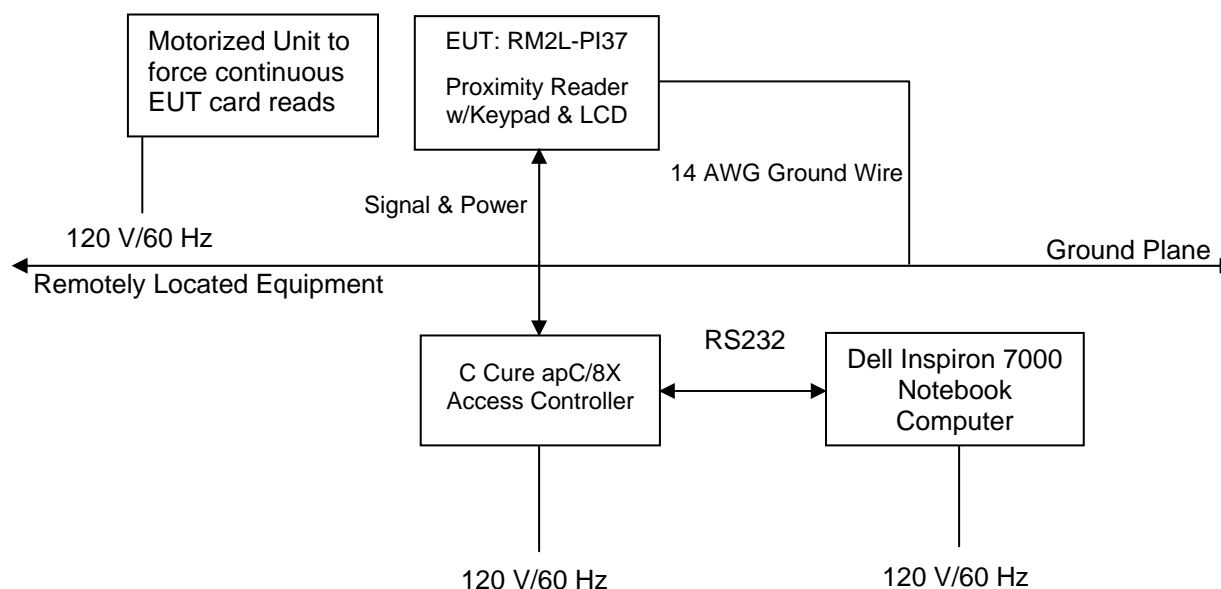 Motorized Unit to
force continuous
EUT card reads
EUT: RM2L-PI37
Proximity Reader
w/Keypad & LCD
14 AWG Ground Wire
Signal & Power
120 V/60 Hz
Ground Plane
Remotely Located Equipment
C Cure apC/8X
Access Controller
RS232
Dell Inspiron 7000
Notebook
Computer
120 V/60 Hz
120 V/60 Hz